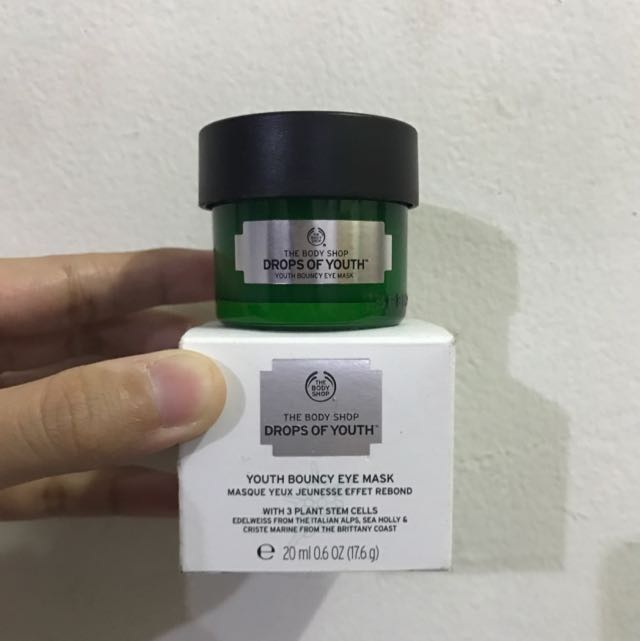 THE BODY SHOP
DROPS OF YOUTH™
YOUTH BOUNCY EYE MASK
THE
BODY
SHOP
THE BODY SHOP
DROPS OF YOUTH™
YOUTH BOUNCY EYE MASK
MASQUE YEUX JEUNESSE EFFET REBOND
WITH 3 PLANT STEM CELLS
EDELWEISS FROM THE ITALIAN ALPS, SEA HOLLY &
CRISTE MARINE FROM THE BRITTANY COAST
℮ 20 ml 0.6 OZ (17.6 g)